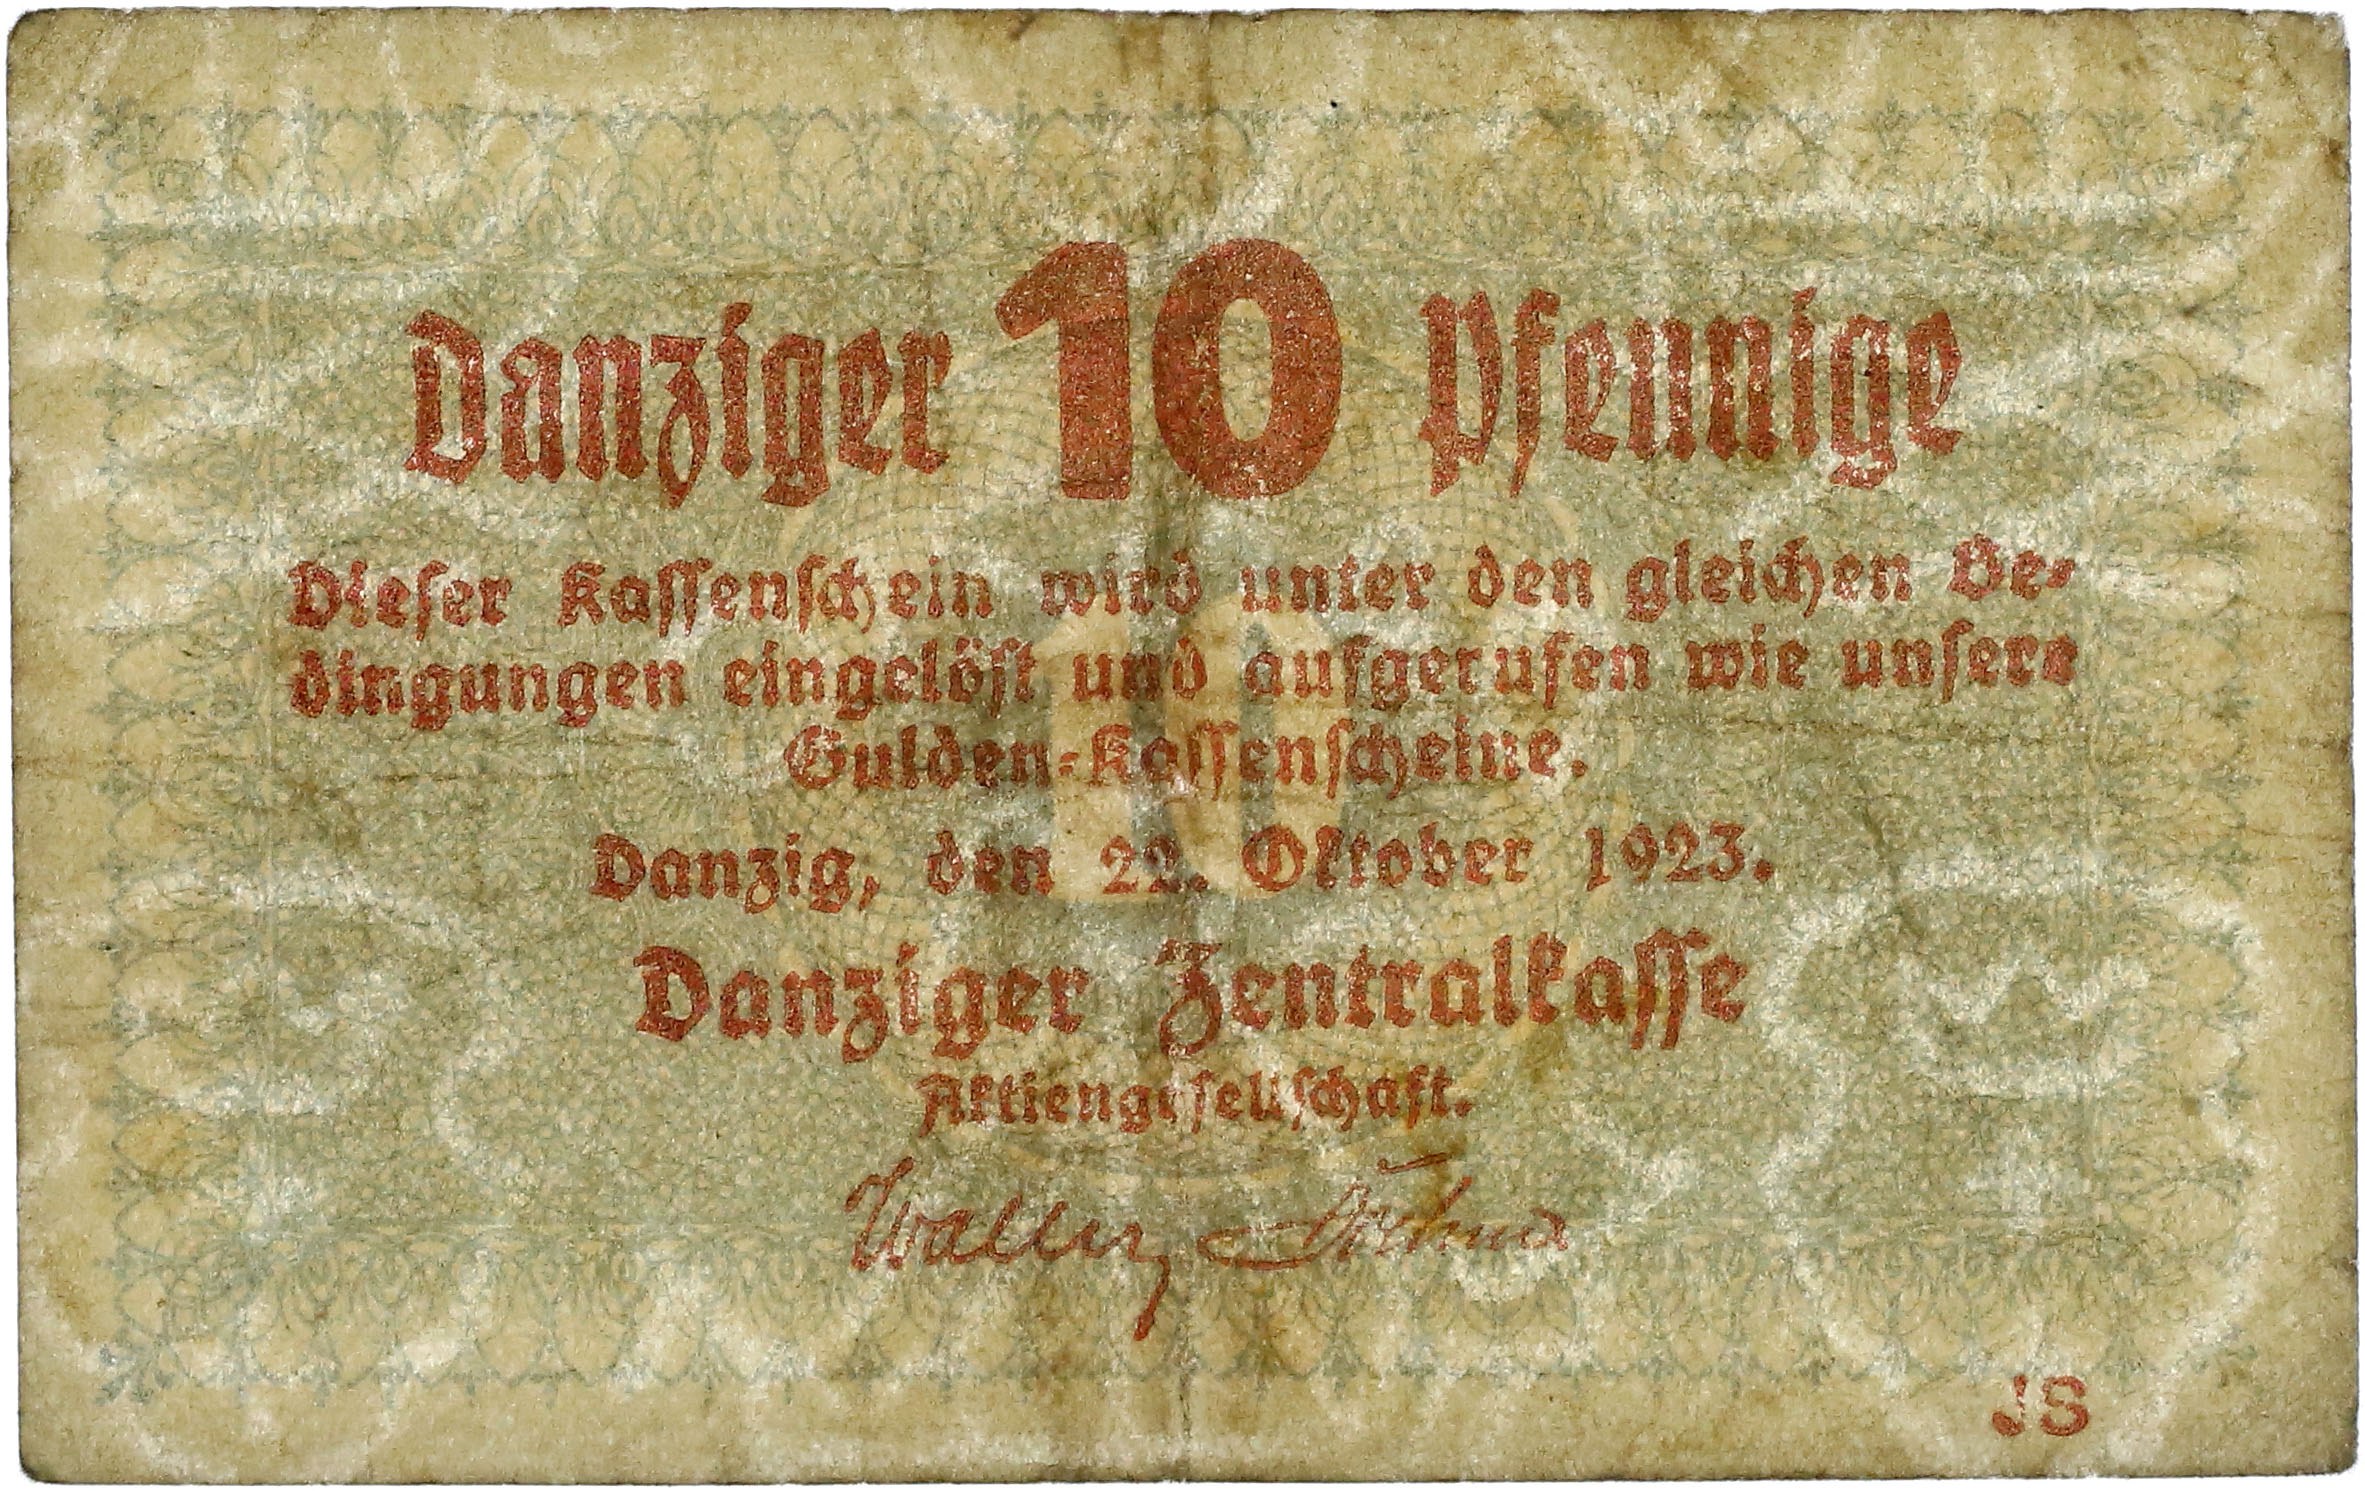 Danziger 10 Pfennige
Dieser Kassenschein wird unter den gleichen Be-
dingungen eingelöst und aufgerufen wie unsere
Gulden-Kassenscheine.
10
Danzig, den 22. Oktober 1923.
Danziger Zentralkasse
Aktiengesellschaft.
JS